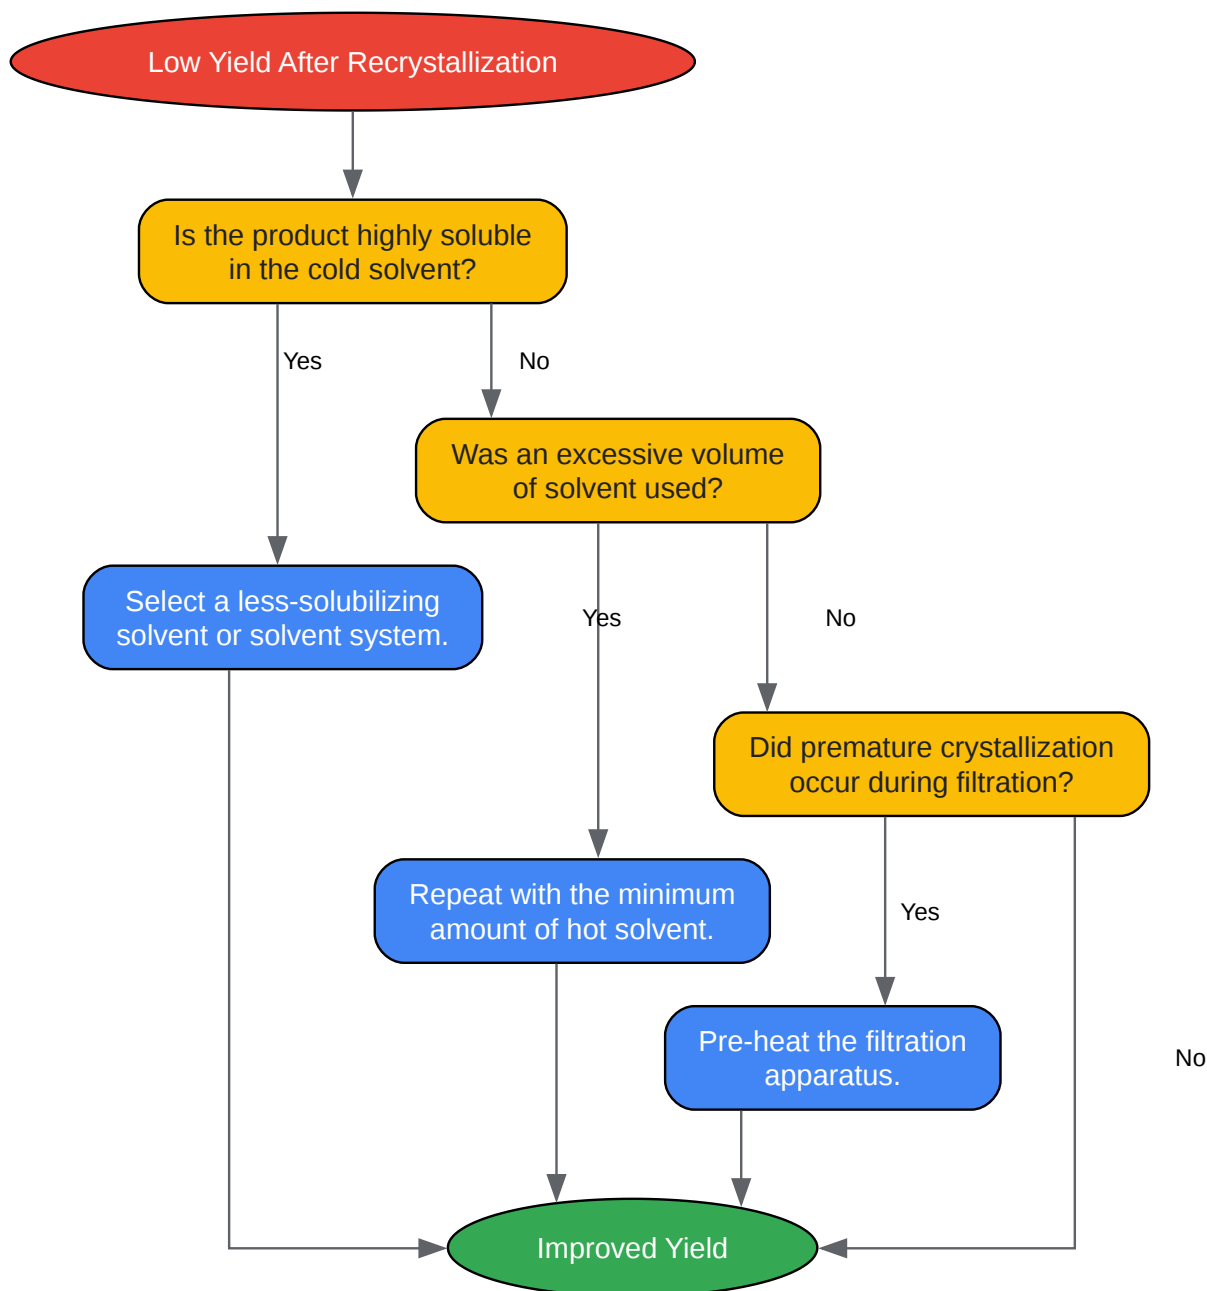 Low Yield After Recrystallization
Is the product highly soluble
in the cold solvent?
Yes
No
Was an excessive volume
of solvent used?
Select a less-solubilizing
solvent or solvent system.
Yes
No
Did premature crystallization
occur during filtration?
Repeat with the minimum
amount of hot solvent.
Yes
Pre-heat the filtration
apparatus.
No
Improved Yield